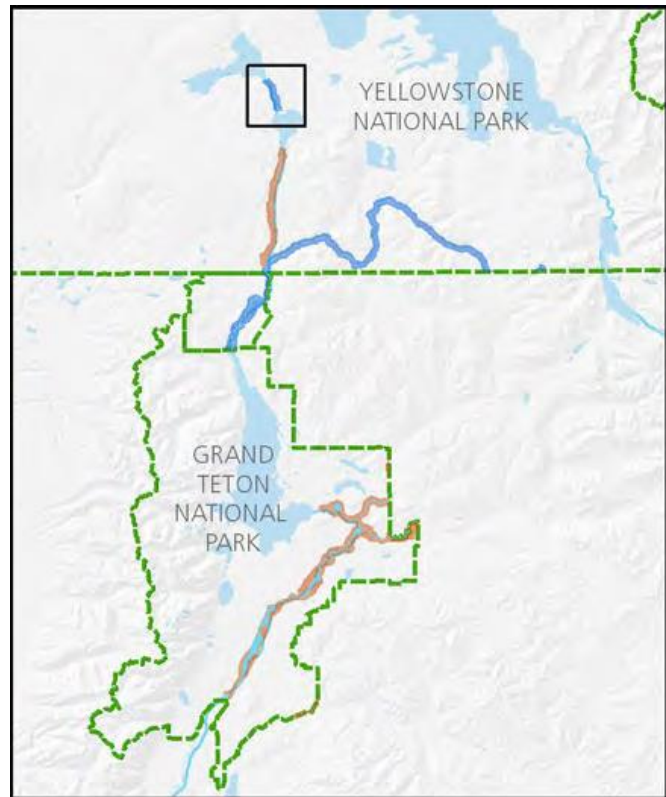 YELLOWSTONE
NATIONAL PARK
GRAND
TETON
NATIONAL
PARK